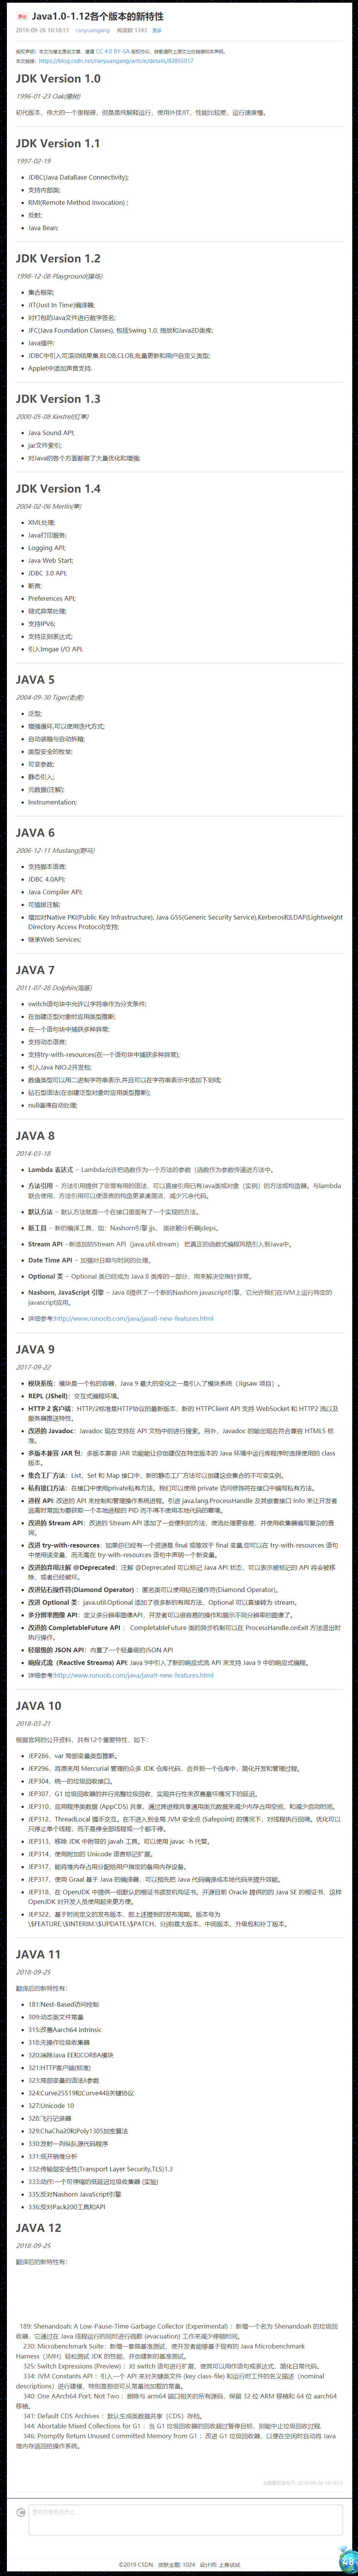 原创
Java1.0-1.12各个版本的新特性
2018-09-26 16:18:13 ranyuangang 阅读数 1343 更多
版权声明：本文为博主原创文章，遵循 CC 4.0 BY-SA 版权协议，转载请附上原文出处链接和本声明。
本文链接：https://blog.csdn.net/ranyuangang/article/details/82855017
JDK Version 1.0
1996-01-23 Oak(橡树)
初代版本，伟大的一个里程碑，但是是纯解释运行，使用外挂JIT，性能比较差，运行速度慢。
JDK Version 1.1
1997-02-19
JDBC(Java DataBase Connectivity);
支持内部类;
RMI(Remote Method Invocation) ;
反射;
Java Bean;
JDK Version 1.2
1998-12-08 Playground(操场)
集合框架;
JIT(Just In Time)编译器;
对打包的Java文件进行数字签名;
JFC(Java Foundation Classes), 包括Swing 1.0, 拖放和Java2D类库;
Java插件;
JDBC中引入可滚动结果集,BLOB,CLOB,批量更新和用户自定义类型;
Applet中添加声音支持.
JDK Version 1.3
2000-05-08 Kestrel(红隼)
Java Sound API;
jar文件索引;
对Java的各个方面都做了大量优化和增强;
JDK Version 1.4
2004-02-06 Merlin(隼)
XML处理;
Java打印服务;
Logging API;
Java Web Start;
JDBC 3.0 API;
断言;
Preferences API;
链式异常处理;
支持IPV6;
支持正则表达式;
引入Imgae I/O API.
JAVA 5
2004-09-30 Tiger(老虎)
泛型;
增强循环,可以使用迭代方式;
自动装箱与自动拆箱;
类型安全的枚举;
可变参数;
静态引入;
元数据(注解);
Instrumentation;
JAVA 6
2006-12-11 Mustang(野马)
支持脚本语言;
JDBC 4.0API;
Java Compiler API;
可插拔注解;
增加对Native PKI(Public Key Infrastructure), Java GSS(Generic Security Service),Kerberos和LDAP(Lightweight
Directory Access Protocol)支持;
继承Web Services;
JAVA 7
2011-07-28 Dolphin(海豚)
switch语句块中允许以字符串作为分支条件;
在创建泛型对象时应用类型推断;
在一个语句块中捕获多种异常;
支持动态语言;
支持try-with-resources(在一个语句块中捕获多种异常);
引入Java NIO.2开发包;
数值类型可以用二进制字符串表示,并且可以在字符串表示中添加下划线;
钻石型语法(在创建泛型对象时应用类型推断);
null值得自动处理;
JAVA 8
2014-03-18
Lambda 表达式 − Lambda允许把函数作为一个方法的参数（函数作为参数传递进方法中。
方法引用 − 方法引用提供了非常有用的语法，可以直接引用已有Java类或对象（实例）的方法或构造器。与lambda
联合使用，方法引用可以使语言的构造更紧凑简洁，减少冗余代码。
默认方法 − 默认方法就是一个在接口里面有了一个实现的方法。
新工具 − 新的编译工具，如：Nashorn引擎 jjs、 类依赖分析器jdeps。
Stream API −新添加的Stream API（java.util.stream） 把真正的函数式编程风格引入到Java中。
Date Time API − 加强对日期与时间的处理。
Optional 类 − Optional 类已经成为 Java 8 类库的一部分，用来解决空指针异常。
Nashorn, JavaScript 引擎 − Java 8提供了一个新的Nashorn javascript引擎，它允许我们在JVM上运行特定的
javascript应用。
详细参考:http://www.runoob.com/java/java8-new-features.html
JAVA 9
2017-09-22
模块系统：模块是一个包的容器，Java 9 最大的变化之一是引入了模块系统（Jigsaw 项目）。
REPL (JShell)：交互式编程环境。
HTTP 2 客户端：HTTP/2标准是HTTP协议的最新版本，新的 HTTPClient API 支持 WebSocket 和 HTTP2 流以及
服务器推送特性。
改进的 Javadoc：Javadoc 现在支持在 API 文档中的进行搜索。另外，Javadoc 的输出现在符合兼容 HTML5 标
准。
多版本兼容 JAR 包：多版本兼容 JAR 功能能让你创建仅在特定版本的 Java 环境中运行库程序时选择使用的 class
版本。
集合工厂方法：List，Set 和 Map 接口中，新的静态工厂方法可以创建这些集合的不可变实例。
私有接口方法：在接口中使用private私有方法。我们可以使用 private 访问修饰符在接口中编写私有方法。
进程 API: 改进的 API 来控制和管理操作系统进程。引进 java.lang.ProcessHandle 及其嵌套接口 Info 来让开发者
逃离时常因为要获取一个本地进程的 PID 而不得不使用本地代码的窘境。
改进的 Stream API：改进的 Stream API 添加了一些便利的方法，使流处理更容易，并使用收集器编写复杂的查
询。
改进 try-with-resources：如果你已经有一个资源是 final 或等效于 final 变量,您可以在 try-with-resources 语句
中使用该变量，而无需在 try-with-resources 语句中声明一个新变量。
改进的弃用注解 @Deprecated：注解 @Deprecated 可以标记 Java API 状态，可以表示被标记的 API 将会被移
除，或者已经破坏。
改进钻石操作符(Diamond Operator) ：匿名类可以使用钻石操作符(Diamond Operator)。
改进 Optional 类：java.util.Optional 添加了很多新的有用方法，Optional 可以直接转为 stream。
多分辨率图像 API：定义多分辨率图像API，开发者可以很容易的操作和展示不同分辨率的图像了。
改进的 CompletableFuture API ： CompletableFuture 类的异步机制可以在 ProcessHandle.onExit 方法退出时
执行操作。
轻量级的 JSON API：内置了一个轻量级的JSON API
响应式流（Reactive Streams) API: Java 9中引入了新的响应式流 API 来支持 Java 9 中的响应式编程。
详细参考:http://www.runoob.com/java/java9-new-features.html
JAVA 10
2018-03-21
根据官网的公开资料，共有12个重要特性，如下：
JEP286，var 局部变量类型推断。
JEP296，将原来用 Mercurial 管理的众多 JDK 仓库代码，合并到一个仓库中，简化开发和管理过程。
JEP304，统一的垃圾回收接口。
JEP307，G1 垃圾回收器的并行完整垃圾回收，实现并行性来改善最坏情况下的延迟。
JEP310，应用程序类数据 (AppCDS) 共享，通过跨进程共享通用类元数据来减少内存占用空间，和减少启动时间。
JEP312，ThreadLocal 握手交互。在不进入到全局 JVM 安全点 (Safepoint) 的情况下，对线程执行回调。优化可以
只停止单个线程，而不是停全部线程或一个都不停。
JEP313，移除 JDK 中附带的 javah 工具。可以使用 javac -h 代替。
JEP314，使用附加的 Unicode 语言标记扩展。
JEP317，能将堆内存占用分配给用户指定的备用内存设备。
JEP317，使用 Graal 基于 Java 的编译器，可以预先把 Java 代码编译成本地代码来提升效能。
JEP318，在 OpenJDK 中提供一组默认的根证书颁发机构证书。开源目前 Oracle 提供的的 Java SE 的根证书，这样
OpenJDK 对开发人员使用起来更方便。
JEP322，基于时间定义的发布版本，即上述提到的发布周期。版本号为
\$FEATURE.\$INTERIM.\$UPDATE.\$PATCH，分j别是大版本，中间版本，升级包和补丁版本。
JAVA 11
2018-09-25
翻译后的新特性有：
181:Nest-Based访问控制
309:动态类文件常量
315:改善Aarch64 intrinsic
318:无操作垃圾收集器
320:消除Java EE和CORBA模块
321:HTTP客户端(标准)
323:局部变量的语法λ参数
324:Curve25519和Curve448关键协议
327:Unicode 10
328:飞行记录器
329:ChaCha20和Poly1305加密算法
330:发射一列纵队源代码程序
331:低开销堆分析
332:传输层安全性(Transport Layer Security,TLS)1.3
333:动作:一个可伸缩的低延迟垃圾收集器 (实验)
335:反对Nashorn JavaScript引擎
336:反对Pack200工具和API
JAVA 12
2018-09-25
翻译后的新特性有：
189: Shenandoah: A Low-Pause-Time Garbage Collector (Experimental) ：新增一个名为 Shenandoah 的垃圾回
收器，它通过在 Java 线程运行的同时进行疏散 (evacuation) 工作来减少停顿时间。
230: Microbenchmark Suite：新增一套微基准测试，使开发者能够基于现有的 Java Microbenchmark
Harness（JMH）轻松测试 JDK 的性能，并创建新的基准测试。
325: Switch Expressions (Preview) ：对 switch 语句进行扩展，使其可以用作语句或表达式，简化日常代码。
334: JVM Constants API ：引入一个 API 来对关键类文件 (key class-file) 和运行时工件的名义描述（nominal
descriptions）进行建模，特别是那些可从常量池加载的常量。
340: One AArch64 Port, Not Two ：删除与 arm64 端口相关的所有源码，保留 32 位 ARM 移植和 64 位 aarch64
移植。
341: Default CDS Archives ：默认生成类数据共享（CDS）存档。
344: Abortable Mixed Collections for G1 ：当 G1 垃圾回收器的回收超过暂停目标，则能中止垃圾回收过程.
346: Promptly Return Unused Committed Memory from G1 ：改进 G1 垃圾回收器，以便在空闲时自动将 Java
堆内存返回给操作系统。
文章最后发布于: 2018-09-26 16:18:13
想对作者说点什么
©2019 CSDN 皮肤主题: 1024 设计师: 上身试试
48